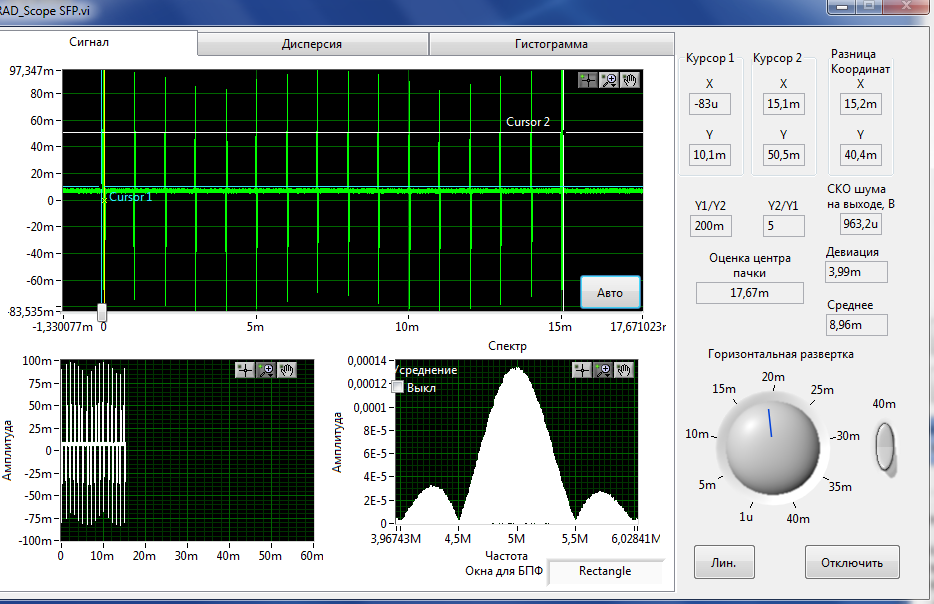 RAD_Scope SFP.vi
Сигнал
Дисперсия
Гистограмма
97,347m
80m
60m
40m
20m
0
-20m
-40m
-60m
83,535m
Cursor 2
Cursor 1
Авто
-1,330077m 0 5m 10m 15m 17,671023r
100m
75m
50m
25m
0
-25m
-50m
-75m
-100m
Амплитуда
0 10m 20m 30m 40m 50m 60m
Спектр
0,00014
0,00012
0,0001
8E-5
6E-5
4E-5
2E-5
0
Амплитуда
Усреднение
Выкл
3,96743M 4,5M 5M 5,5M 6,02841M
Частота
Окна для БПФ
Rectangle
Курсор 1
X
-83u
Y
10,1m
Курсор 2
X
15,1m
Y
50,5m
Разница
Координат
X
15,2m
Y
40,4m
Y1/Y2
200m
Y2/Y1
5
СКО шума
на выходе, В
963,2u
Оценка центра
пачки
17,67m
Девиация
3,99m
Среднее
8,96m
Горизонтальная развертка
1u
5m
10m
15m
20m
25m
30m
35m
40m
40m
Лин.
Отключить